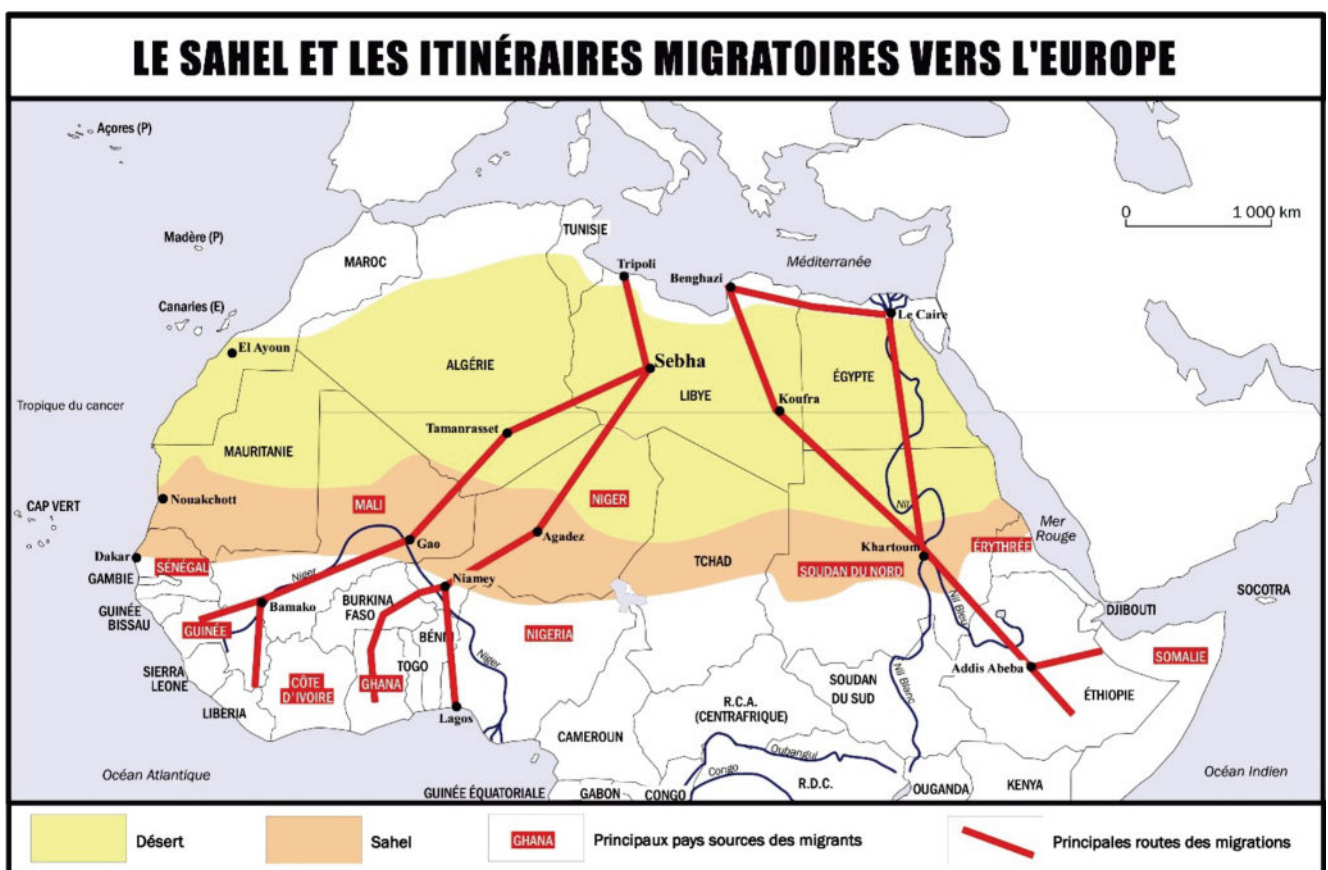 LE SAHEL ET LES ITINÉRAIRES MIGRATOIRES VERS L'EUROPE
Açores (P)
0 1 000 km
TUNISIE
Madère (P)
MAROC
Tripoli
Benghazi
Méditerranée
Canaries (E)
Le Caire
El Ayoun
ALGÉRIE
Sebha
LIBYE
ÉGYPTE
Koufra
Tropique du cancer
Tamanrasset
MAURITANIE
Nouakchott
MALI
NIGER
CAP VERT
Nil
Mer
Rouge
Agadez
Gao
Khartoum
ÉRYTHRÉE
Dakar
SÉNÉGAL
TCHAD
SOUDAN DU NORD
GAMBIE
Niger
Niamey
SOCOTRA
GUINÉE
BISSAU
Bamako
BURKINA
FASO
DJIBOUTI
Nil Bleu
GUINÉE
BÉNIN
NIGERIA
SOMALIE
SIERRA
LEONE
TOGO
Niger
Addis Abeba
CÔTE
D'IVOIRE
GHANA
SOUDAN
DU SUD
Nil Blanc
ÉTHIOPIE
LIBERIA
Lagos
R.C.A.
(CENTRAFRIQUE)
CAMEROUN
Oubangui
Océan Atlantique
Congo
R.D.C.
Océan Indien
GUINÉE ÉQUATORIALE
GABON
CONGO
OUGANDA
KENYA
Désert
Sahel
GHANA
Principaux pays sources des migrants
Principales routes des migrations